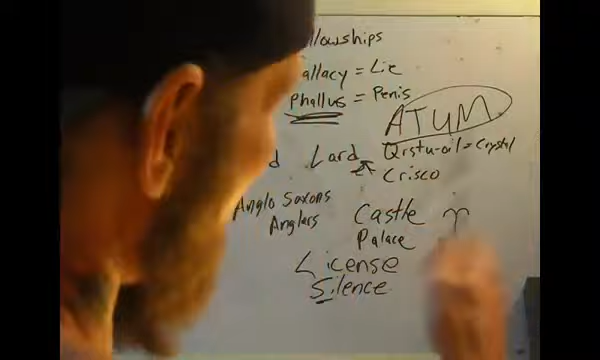 llowships
allacy = Lie
Phallus = Penis
ATUM
d Lard
Qrstu-oil = Crystal
Crisco
Anglo Saxons
Anglers
Castle ♈
Palace
License
Silence